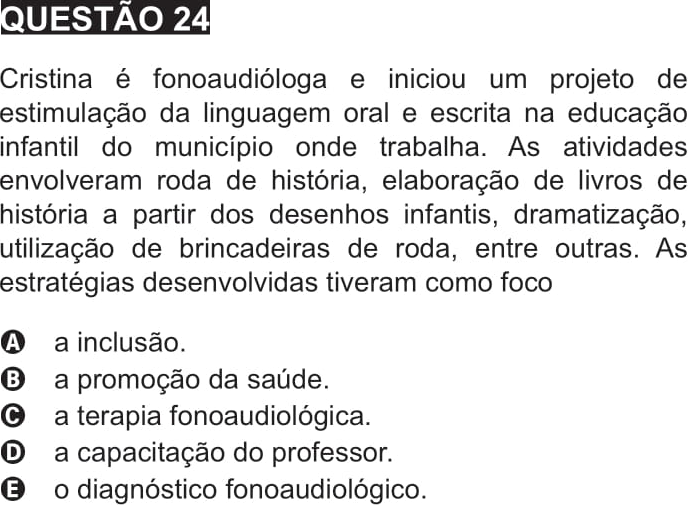 QUESTÃO 24
Cristina é fonoaudióloga e iniciou um projeto de
estimulação da linguagem oral e escrita na educação
infantil do município onde trabalha. As atividades
envolveram roda de história, elaboração de livros de
história a partir dos desenhos infantis, dramatização,
utilização de brincadeiras de roda, entre outras. As
estratégias desenvolvidas tiveram como foco
A a inclusão.
B a promoção da saúde.
C a terapia fonoaudiológica.
D a capacitação do professor.
E o diagnóstico fonoaudiológico.